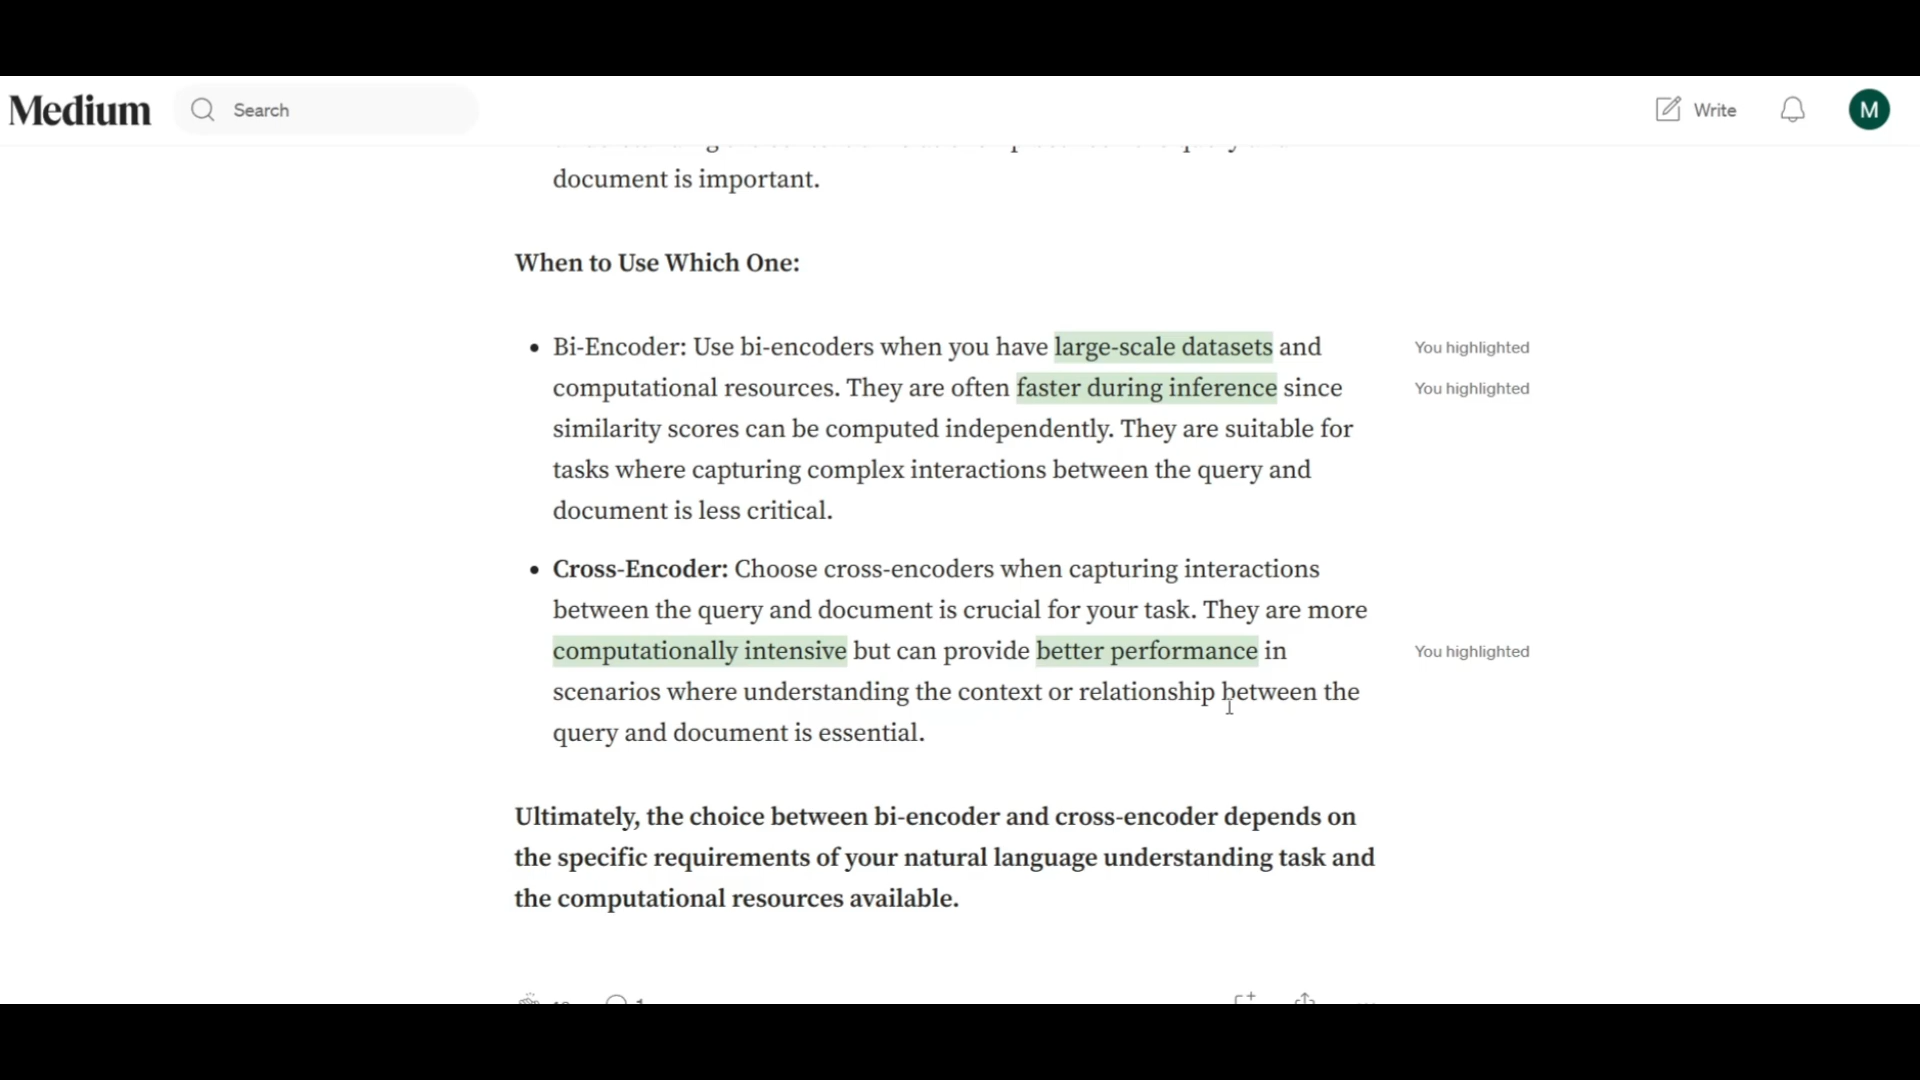 Medium
Search
Write
M
document is important.
When to Use Which One:
• Bi-Encoder: Use bi-encoders when you have large-scale datasets and
You highlighted
computational resources. They are often faster during inference since
You highlighted
similarity scores can be computed independently. They are suitable for
tasks where capturing complex interactions between the query and
document is less critical.
• Cross-Encoder: Choose cross-encoders when capturing interactions
between the query and document is crucial for your task. They are more
computationally intensive but can provide better performance in
You highlighted
scenarios where understanding the context or relationship between the
query and document is essential.
Ultimately, the choice between bi-encoder and cross-encoder depends on
the specific requirements of your natural language understanding task and
the computational resources available.